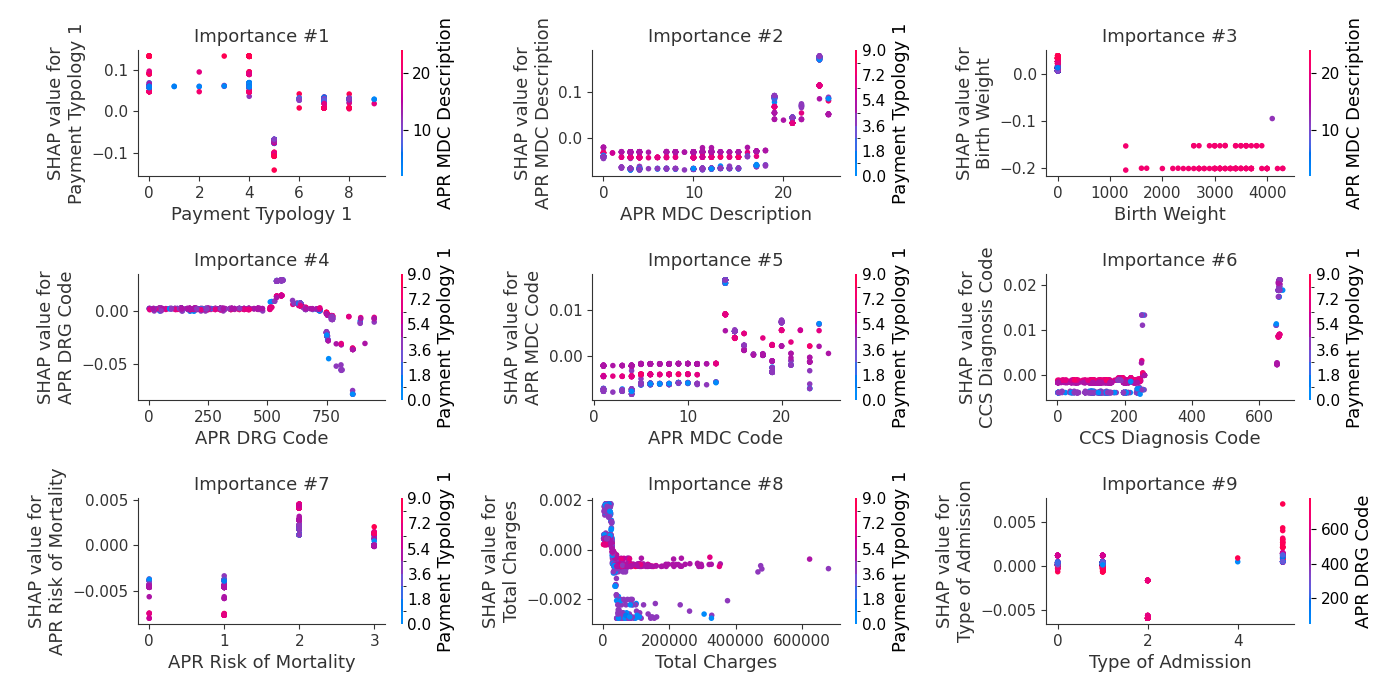 Importance #1
SHAP value for
Payment Typology 1
0.1
0.0
−0.1
0 2 4 6 8
Payment Typology 1
20
10
APR MDC Description
Importance #2
SHAP value for
APR MDC Description
0.1
0.0
0 10 20
APR MDC Description
9.0
7.2
5.4
3.6
1.8
0.0
Payment Typology 1
Importance #3
SHAP value for
Birth Weight
0.0
−0.1
−0.2
0 1000 2000 3000 4000
Birth Weight
20
10
APR MDC Description
Importance #4
SHAP value for
APR DRG Code
0.00
−0.05
0 250 500 750
APR DRG Code
9.0
7.2
5.4
3.6
1.8
0.0
Payment Typology 1
Importance #5
SHAP value for
APR MDC Code
0.01
0.00
0 10 20
APR MDC Code
9.0
7.2
5.4
3.6
1.8
0.0
Payment Typology 1
Importance #6
SHAP value for
CCS Diagnosis Code
0.02
0.01
0.00
0 200 400 600
CCS Diagnosis Code
9.0
7.2
5.4
3.6
1.8
0.0
Payment Typology 1
Importance #7
SHAP value for
APR Risk of Mortality
0.005
0.000
−0.005
0 1 2 3
APR Risk of Mortality
9.0
7.2
5.4
3.6
1.8
0.0
Payment Typology 1
Importance #8
SHAP value for
Total Charges
0.002
0.000
−0.002
0 200000 400000 600000
Total Charges
9.0
7.2
5.4
3.6
1.8
0.0
Payment Typology 1
Importance #9
SHAP value for
Type of Admission
0.005
0.000
−0.005
0 2 4
Type of Admission
600
400
200
APR DRG Code